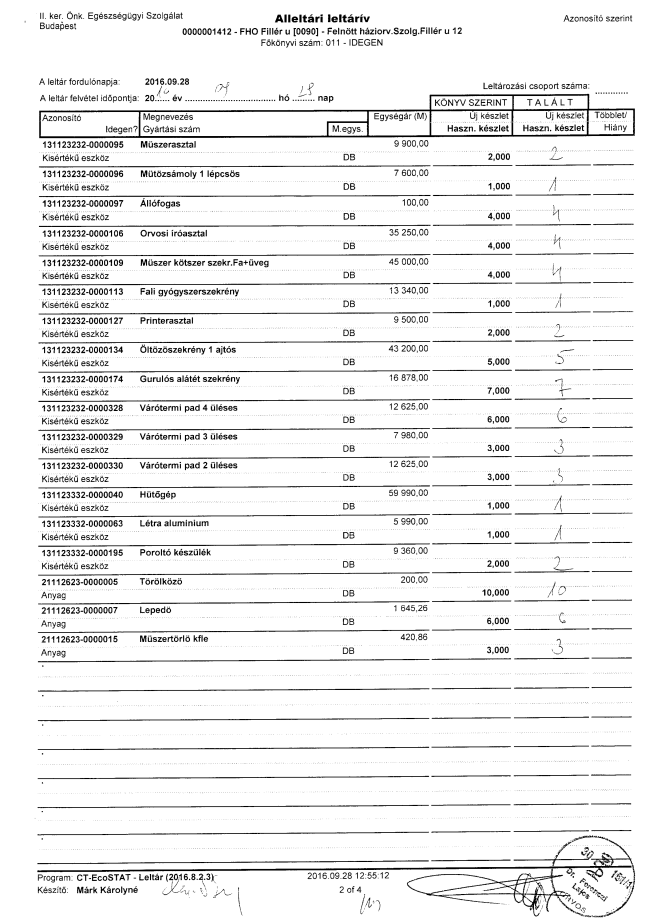 II. ker. Önk. Egészségügyi Szolgálat
Budapest
Alleltári leltárív
0000001412 - FHO Fillér u [0090] - Felnőtt háziorv.Szolg.Fillér u 12
Főkönyvi szám: 011 - IDEGEN
Azonosító szerint
A leltár fordulónapja: 2016.09.28
A leltár felvétel időpontja: 2016 év 09 hó 28 nap
Leltározási csoport száma: ..........
KÖNYV SZERINT TALÁLT
Azonosító Megnevezés Egységár (M) Új készlet Új készlet Többlet/
Idegen? Gyártási szám M.egys. Haszn. készlet Haszn. készlet Hiány
131123232-0000095 Műszerasztal 9 900,00
Kisértékű eszköz DB 2,000 2
131123232-0000096 Mütözsámoly 1 lépcsös 7 600,00
Kisértékű eszköz DB 1,000 1
131123232-0000097 Állófogas 100,00
Kisértékű eszköz DB 4,000 4
131123232-0000106 Orvosi iróasztal 35 250,00
Kisértékű eszköz DB 4,000 4
131123232-0000109 Müszer kötszer szekr.Fa+üveg 45 000,00
Kisértékű eszköz DB 4,000 4
131123232-0000113 Fali gyógyszerszekrény 13 340,00
Kisértékű eszköz DB 1,000 1
131123232-0000127 Printerasztal 9 500,00
Kisértékű eszköz DB 2,000 2
131123232-0000134 Öltözöszekrény 1 ajtós 43 200,00
Kisértékű eszköz DB 5,000 5
131123232-0000174 Gurulós alátét szekrény 16 878,00
Kisértékű eszköz DB 7,000 7
131123232-0000328 Várótermi pad 4 üléses 12 625,00
Kisértékű eszköz DB 6,000 6
131123232-0000329 Várótermi pad 3 üléses 7 980,00
Kisértékű eszköz DB 3,000 3
131123232-0000330 Várótermi pad 2 üléses 12 625,00
Kisértékű eszköz DB 3,000 3
131123332-0000040 Hütőgép 59 990,00
Kisértékű eszköz DB 1,000 1
131123332-0000063 Létra aluminium 5 990,00
Kisértékű eszköz DB 1,000 1
131123332-0000195 Poroltó készülék 9 360,00
Kisértékű eszköz DB 2,000 2
21112623-0000005 Törölközö 200,00
Anyag DB 10,000 10
21112623-0000007 Lepedö 1 645,26
Anyag DB 6,000 6
21112623-0000015 Müszertörlö kfle 420,86
Anyag DB 3,000 3
Program: CT-EcoSTAT - Leltár (2016.8.2.3)
2016.09.28 12:55:12
Készítő: Márk Károlyné
2 of 4
Dr. Ferenczi
Lajos